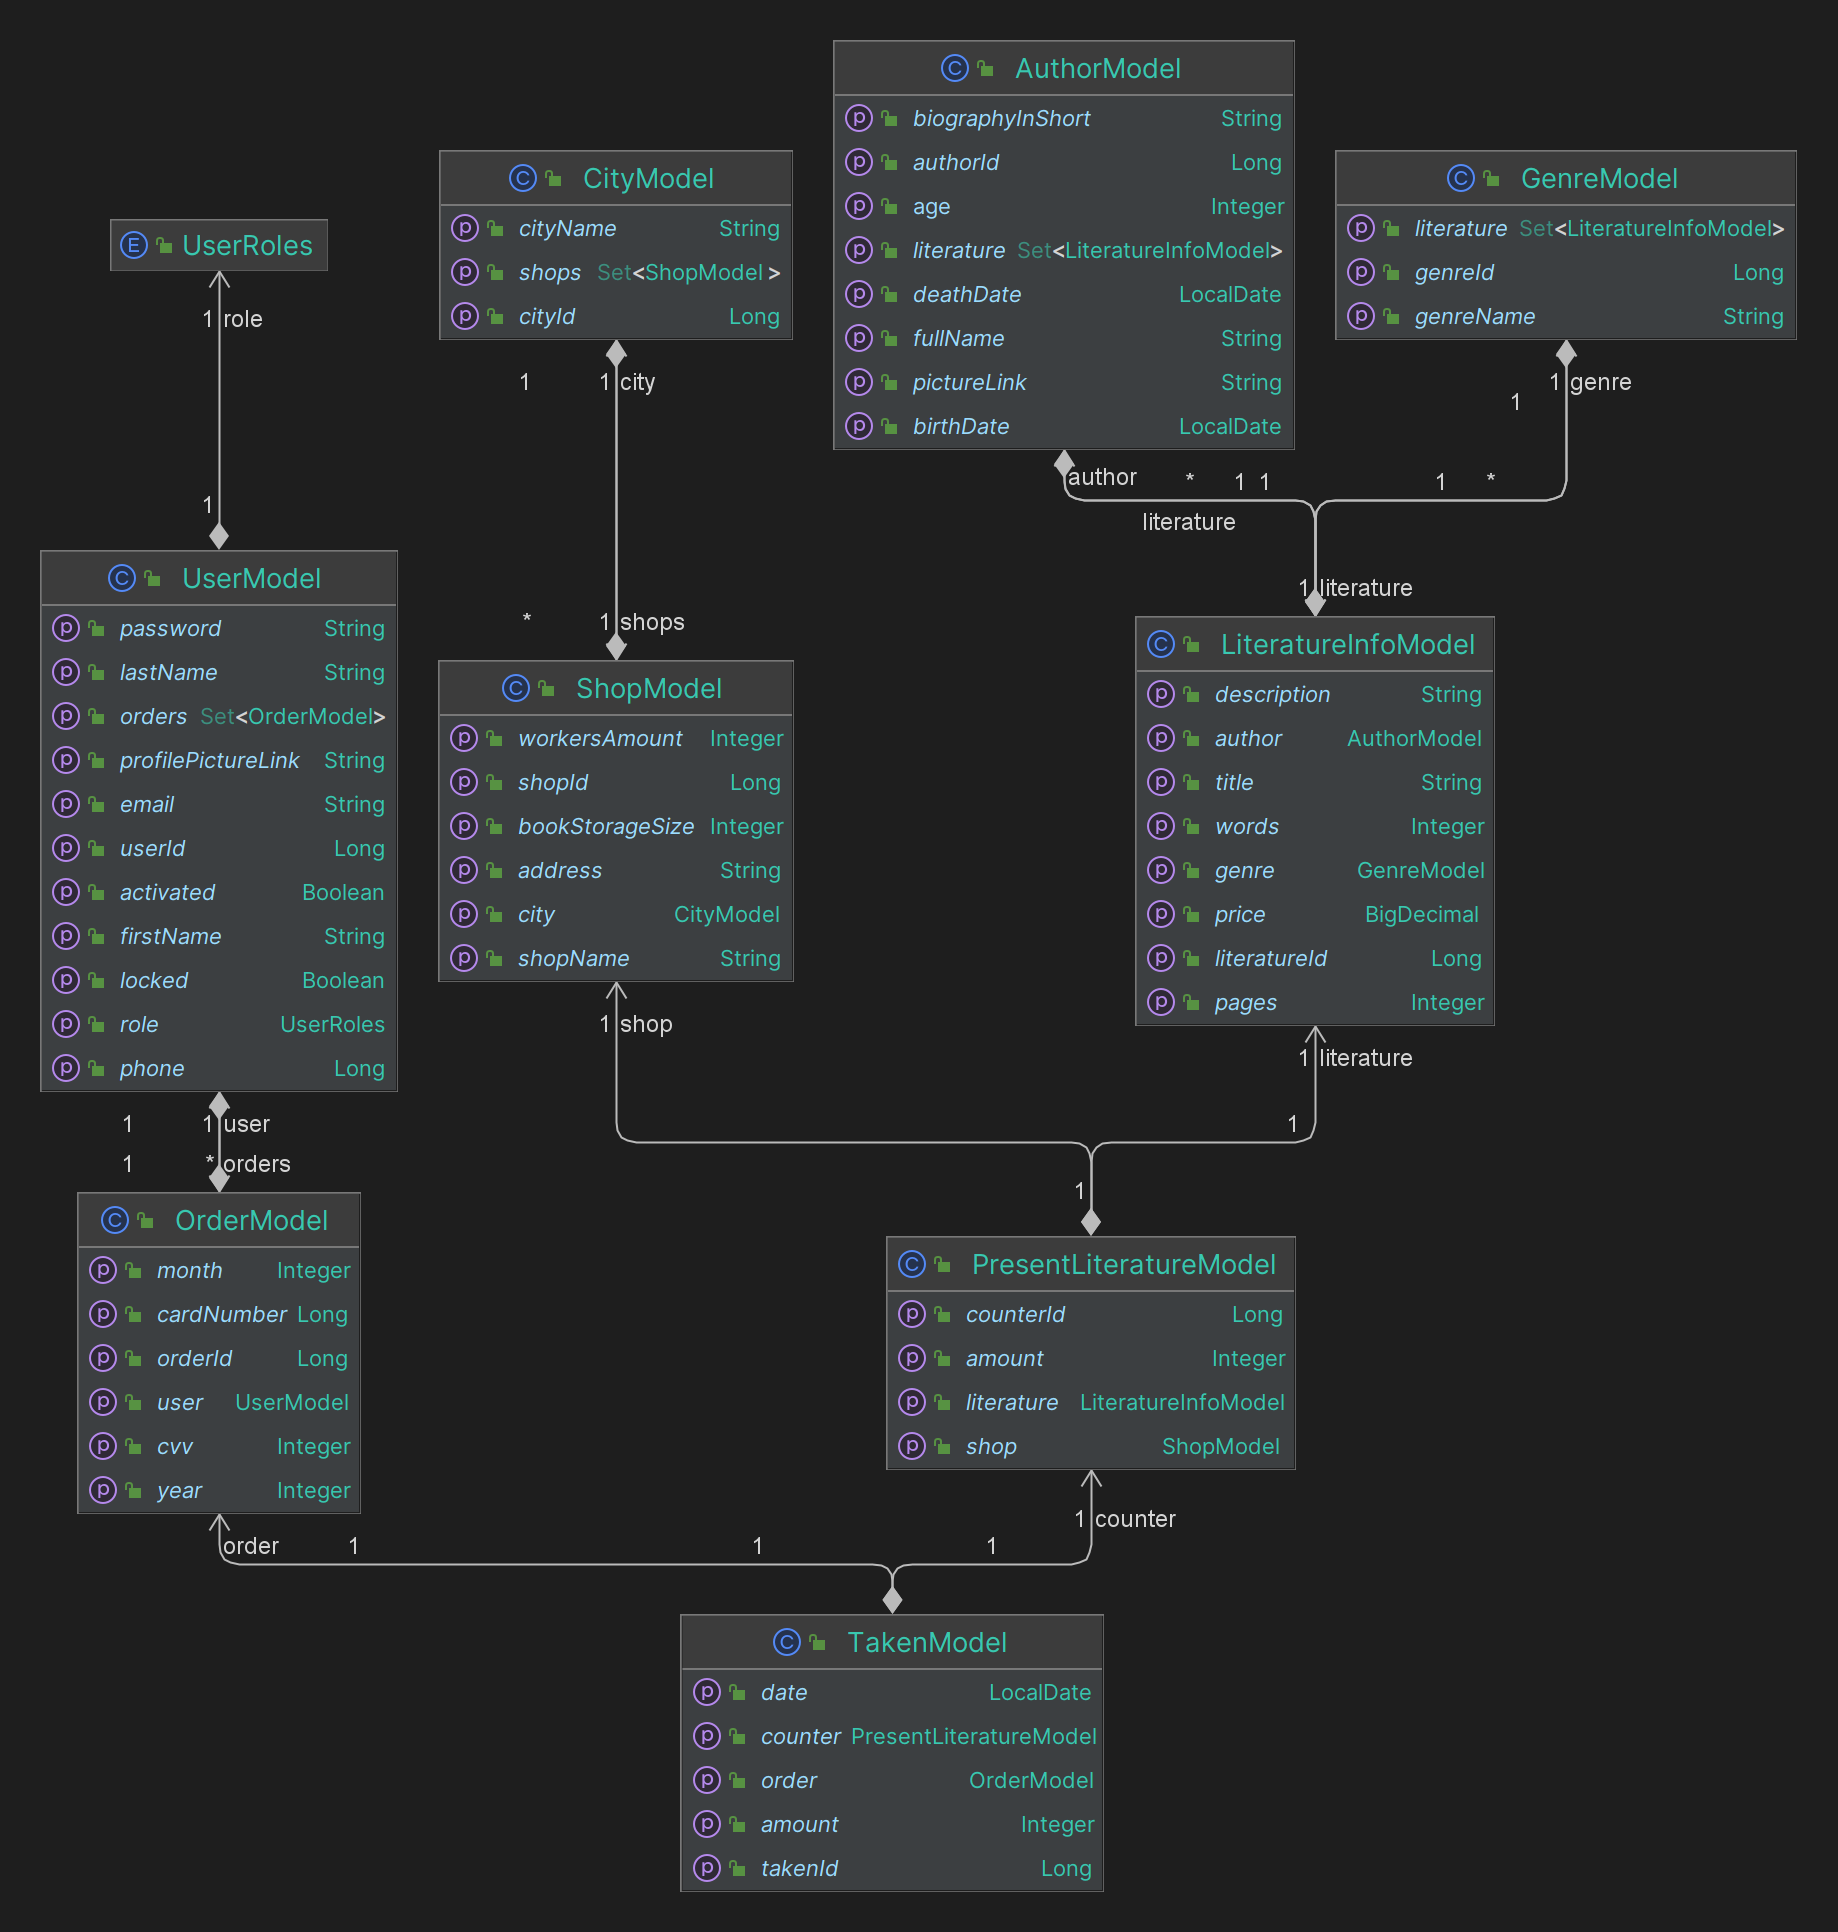 UserRoles
1 role
1
UserModel
password String
lastName String
orders Set<OrderModel>
profilePictureLink String
email String
userId Long
activated Boolean
firstName String
locked Boolean
role UserRoles
phone Long
1 1 user
1 * orders
OrderModel
month Integer
cardNumber Long
orderId Long
user UserModel
cvv Integer
year Integer
order 1 1 1
CityModel
cityName String
shops Set<ShopModel>
cityId Long
1 1 city
* 1 shops
ShopModel
workersAmount Integer
shopId Long
bookStorageSize Integer
address String
city CityModel
shopName String
1 shop
AuthorModel
biographyInShort String
authorId Long
age Integer
literature Set<LiteratureInfoModel>
deathDate LocalDate
fullName String
pictureLink String
birthDate LocalDate
author * 1 1 1 *
literature
GenreModel
literature Set<LiteratureInfoModel>
genreId Long
genreName String
1 genre
1
1 literature
LiteratureInfoModel
description String
author AuthorModel
title String
words Integer
genre GenreModel
price BigDecimal
literatureId Long
pages Integer
1 literature
1
1
PresentLiteratureModel
counterId Long
amount Integer
literature LiteratureInfoModel
shop ShopModel
1 counter
TakenModel
date LocalDate
counter PresentLiteratureModel
order OrderModel
amount Integer
takenId Long